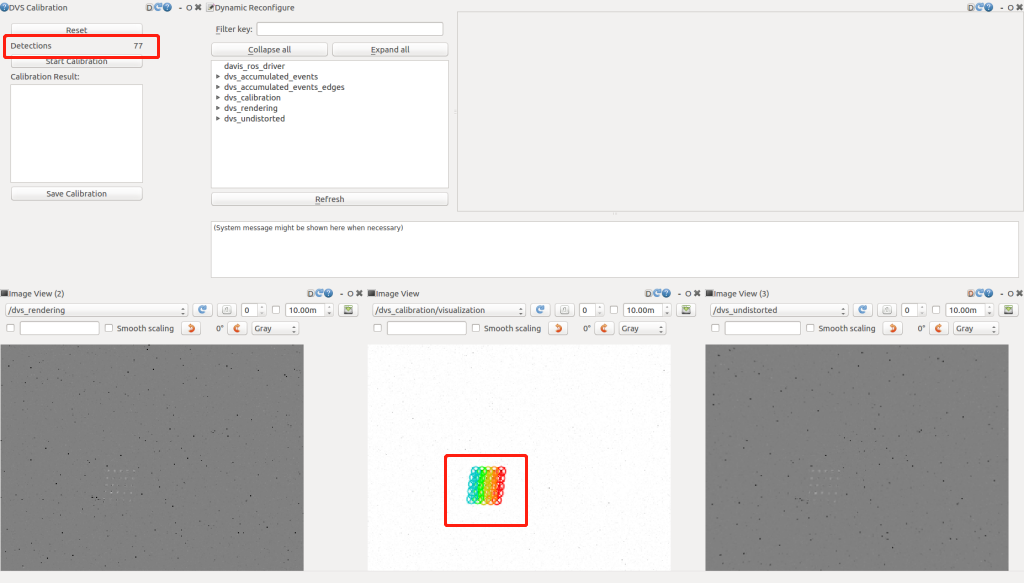 DVS Calibration
Reset
Detections 77
Start Calibration
Calibration Result:
Save Calibration
Dynamic Reconfigure
D ? - O ✖
Filter key:
Collapse all Expand all
davis_ros_driver
dvs_accumulated_events
dvs_accumulated_events_edges
dvs_calibration
dvs_rendering
dvs_undistorted
Refresh
(System message might be shown here when necessary)
Image View (2)
/dvs_rendering 0 10.00m
Smooth scaling 0° Gray
Image View
/dvs_calibration/visualization 0 10.00m
Smooth scaling 0° Gray
Image View (3)
/dvs_undistorted 0 10.00m
Smooth scaling 0° Gray